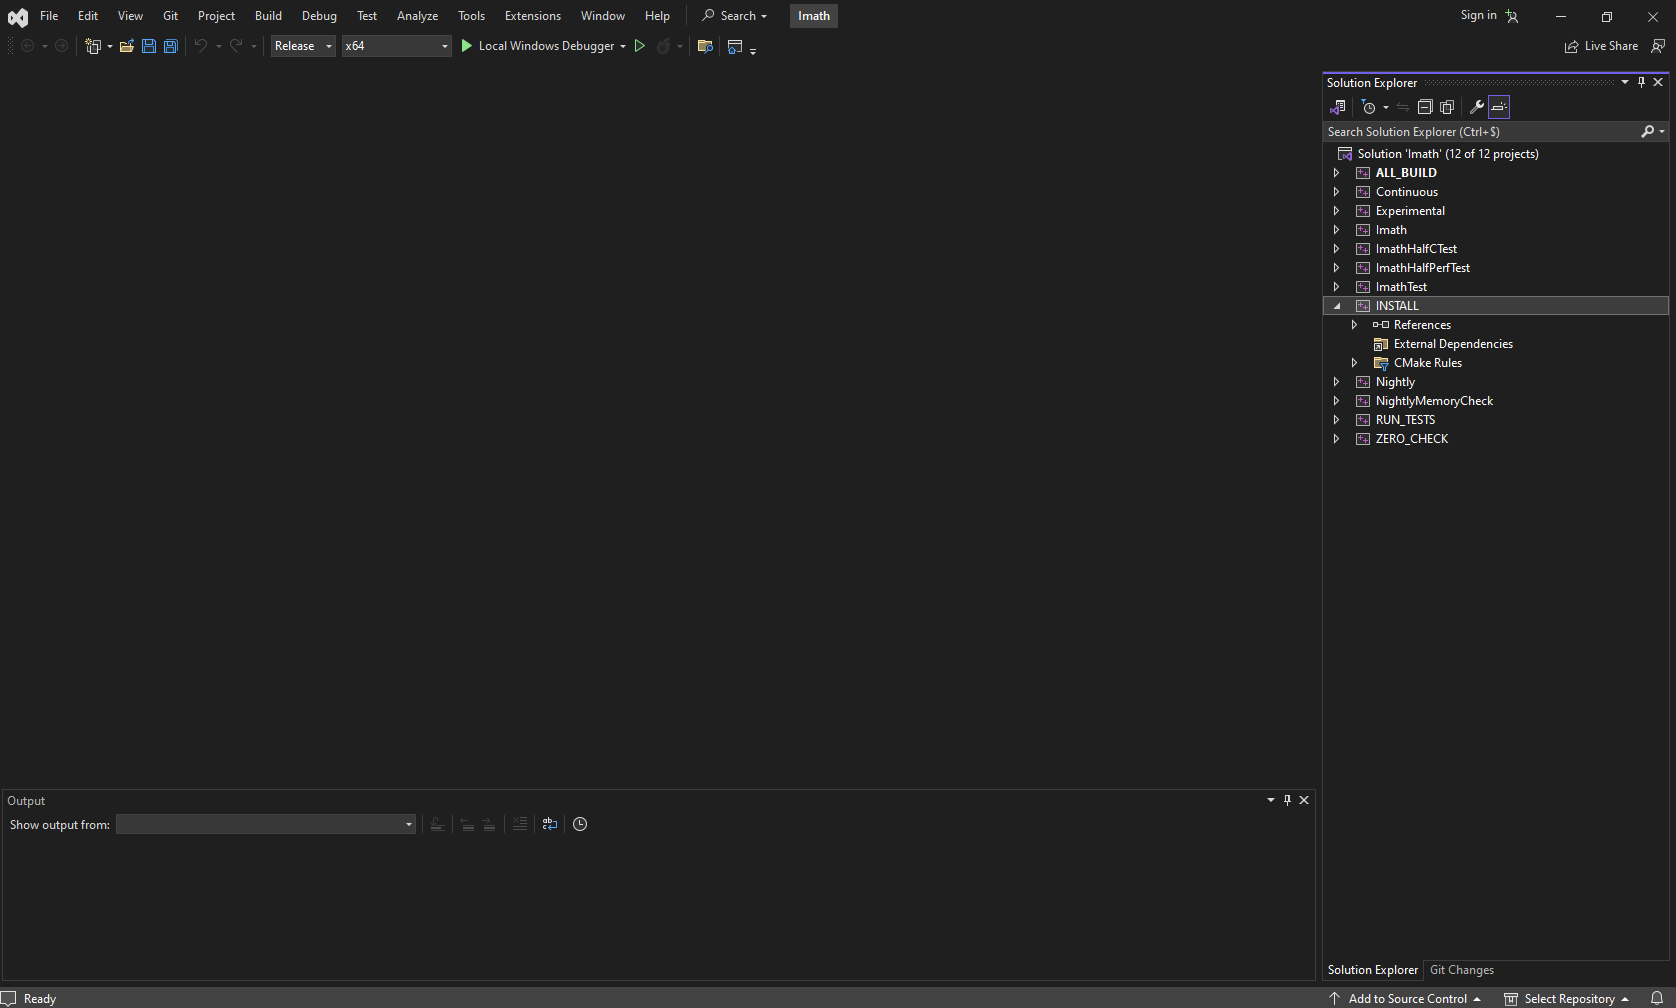 File Edit View Git Project Build Debug Test Analyze Tools Extensions Window Help Search Imath Sign in
Release x64 Local Windows Debugger Live Share
Solution Explorer
Search Solution Explorer (Ctrl+$)
Solution 'Imath' (12 of 12 projects)
ALL_BUILD
Continuous
Experimental
Imath
ImathHalfCTest
ImathHalfPerfTest
ImathTest
INSTALL
References
External Dependencies
CMake Rules
Nightly
NightlyMemoryCheck
RUN_TESTS
ZERO_CHECK
Output
Show output from:
Solution Explorer Git Changes
Ready Add to Source Control Select Repository